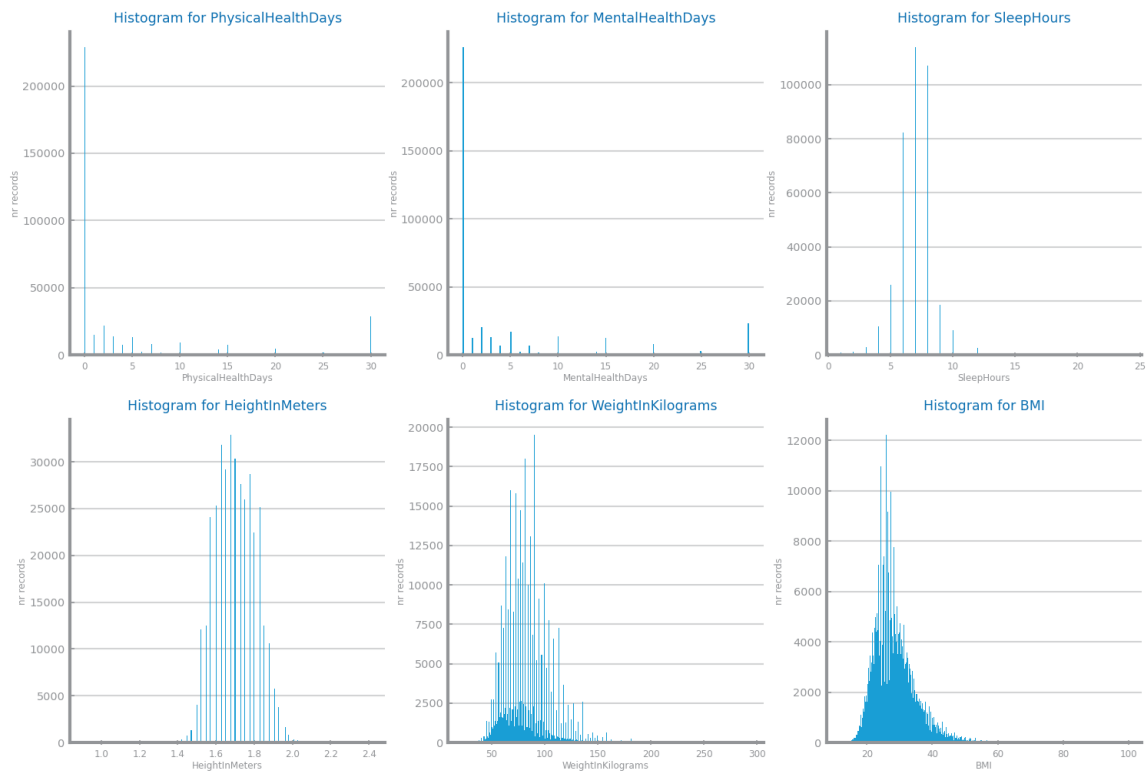 Histogram for PhysicalHealthDays
200000
150000
100000
50000
0
nr records
0 5 10 15 20 25 30
PhysicalHealthDays
Histogram for MentalHealthDays
200000
150000
100000
50000
0
nr records
0 5 10 15 20 25 30
MentalHealthDays
Histogram for SleepHours
100000
80000
60000
40000
20000
0
nr records
0 5 10 15 20 25
SleepHours
Histogram for HeightInMeters
30000
25000
20000
15000
10000
5000
0
nr records
1.0 1.2 1.4 1.6 1.8 2.0 2.2 2.4
HeightInMeters
Histogram for WeightInKilograms
20000
17500
15000
12500
10000
7500
5000
2500
0
nr records
50 100 150 200 250 300
WeightInKilograms
Histogram for BMI
12000
10000
8000
6000
4000
2000
0
nr records
20 40 60 80 100
BMI